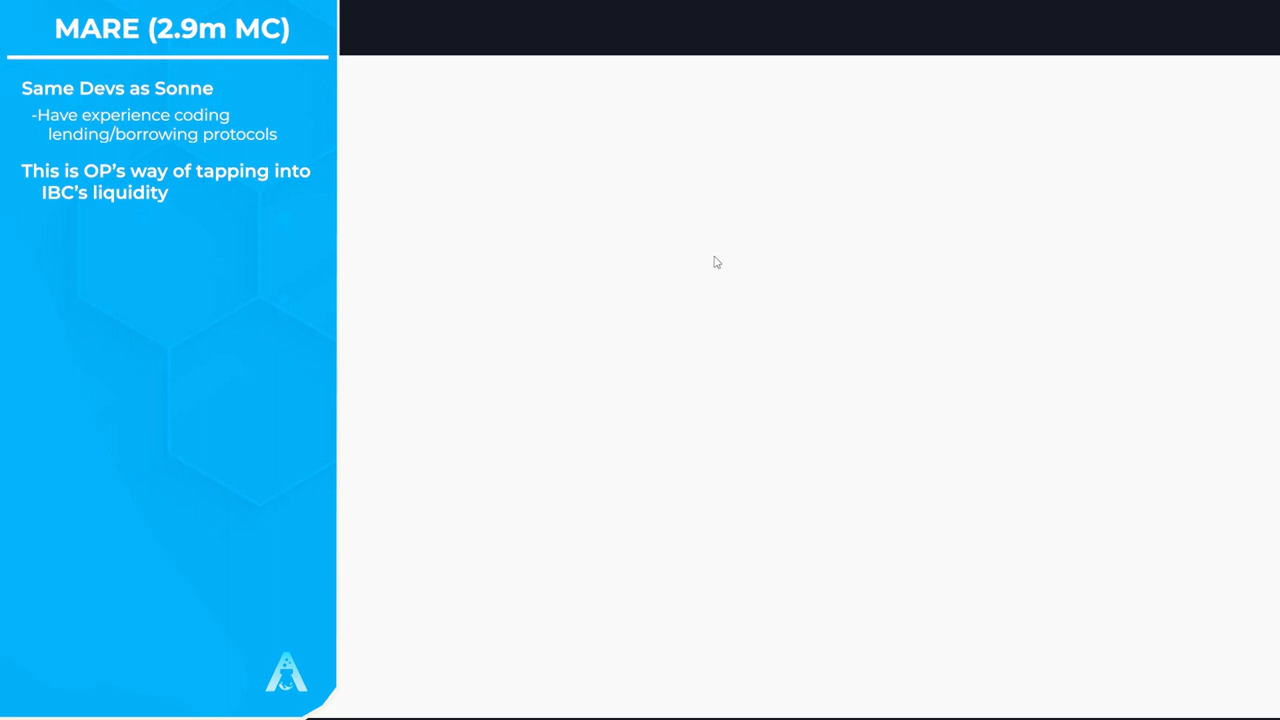 MARE (2.9m MC)
Same Devs as Sonne
-Have experience coding
lending/borrowing protocols
This is OP’s way of tapping into
IBC’s liquidity